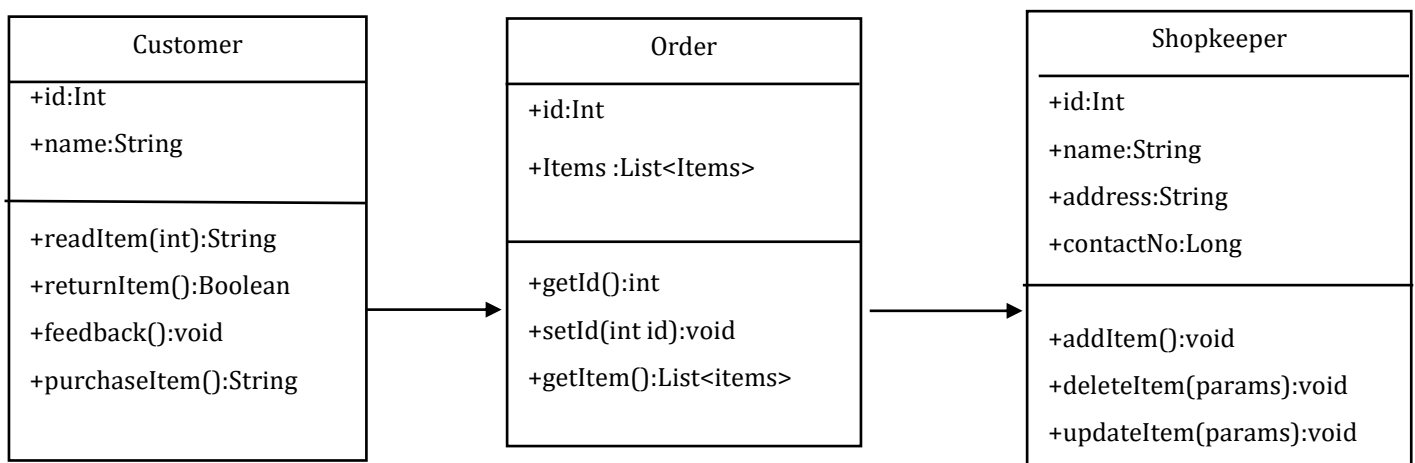 Customer
+id:Int
+name:String
+readItem(int):String
+returnItem():Boolean
+feedback():void
+purchaseItem():String
Order
+id:Int
+Items :List<Items>
+getId():int
+setId(int id):void
+getItem():List<items>
Shopkeeper
+id:Int
+name:String
+address:String
+contactNo:Long
+addItem():void
+deleteItem(params):void
+updateItem(params):void